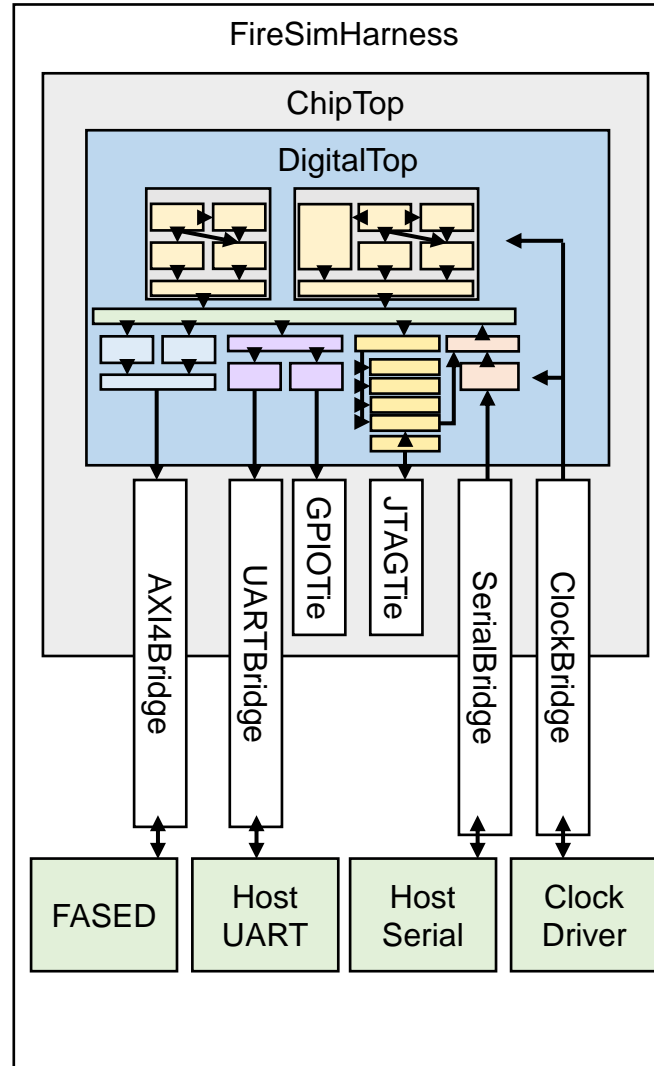 FireSimHarness
ChipTop
DigitalTop
AXI4Bridge
UARTBridge
GPIOTie
JTAGTie
SerialBridge
ClockBridge
FASED
Host
UART
Host
Serial
Clock
Driver